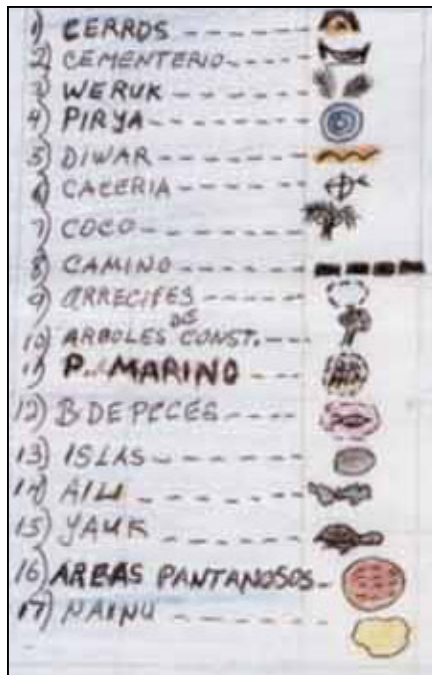 1) CERROS
2) CEMENTERIO
3) WERUK
4) PIRYA
5) DIWAR
6) CACERIA
7) COCO
8) CAMINO
9) ARRECIFES
10) ARBOLES DE CONST.
11) P. MARINO
12) B DE PECES
13) ISLAS
14) AILI
15) YAUK
16) AREAS PANTANOSOS
17) NAINU